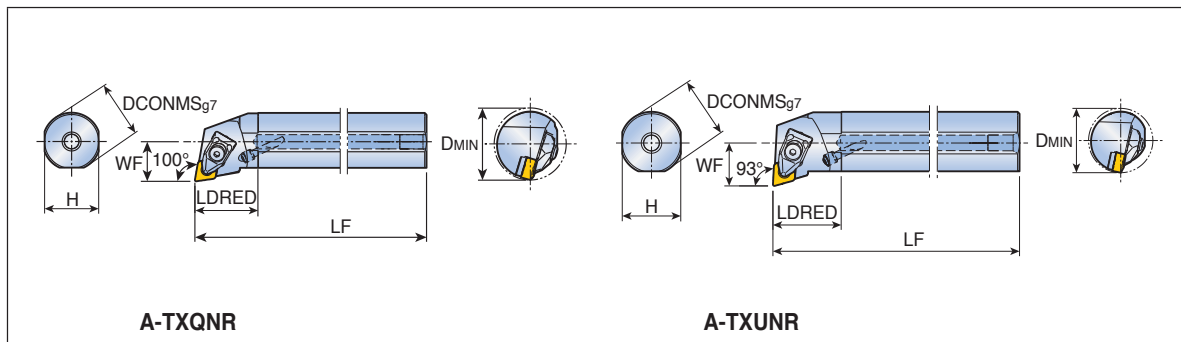 DCONMSg7
WF
100°
H
LDRED
LF
DMIN
A-TXQNR
DCONMSg7
WF
93°
H
LDRED
LF
DMIN
A-TXUNR